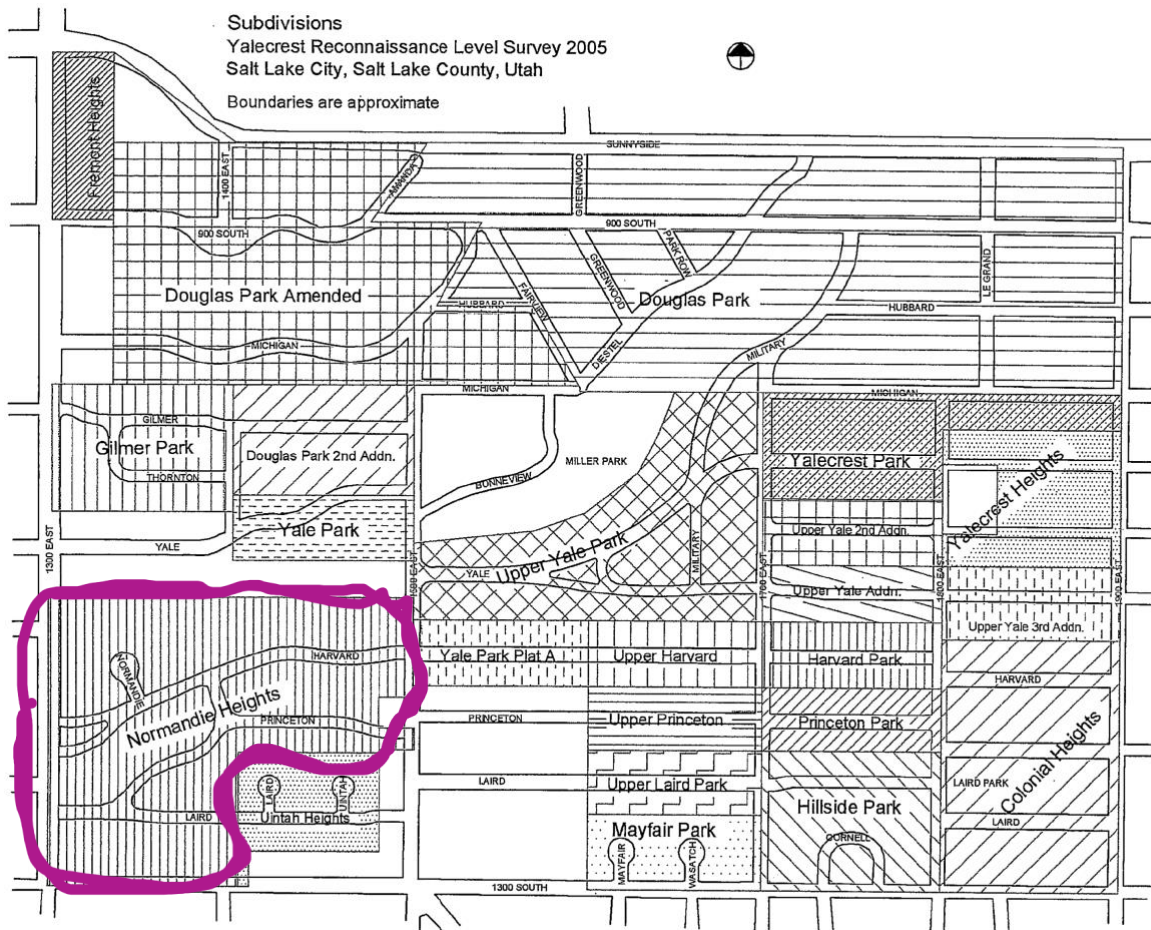 Subdivisions
Yalecrest Reconnaissance Level Survey 2005
Salt Lake City, Salt Lake County, Utah
Boundaries are approximate
Fremont Heights
1400 EAST
AMANDA
SUNNYSIDE
GREENWOOD
900 SOUTH
900 SOUTH
PARK ROW
LE GRAND
Douglas Park Amended
HUBBARD
FAIRVIEW
GREENWOOD
Douglas Park
HUBBARD
MICHIGAN
DIESTEL
MILITARY
MICHIGAN
MICHIGAN
GILMER
Gilmer Park
THORNTON
Douglas Park 2nd Addn.
BONNEVIEW
MILLER PARK
Yalecrest Park
Yalecrest Heights
Yale Park
Upper Yale 2nd Addn.
1300 EAST
YALE
1500 EAST
YALE
Upper Yale Park
MILITARY
1700 EAST
Upper Yale Addn.
1800 EAST
1900 EAST
Upper Yale 3rd Addn.
NORMANDIE
HARVARD
Yale Park Plat A
Upper Harvard
Harvard Park
HARVARD
Normandie Heights
PRINCETON
PRINCETON
Upper Princeton
Princeton Park
Colonial Heights
LAIRD
UINTAH
LAIRD
Upper Laird Park
LAIRD PARK
LAIRD
Uintah Heights
Mayfair Park
Hillside Park
LAIRD
MAYFAIR
WASATCH
CORNELL
1300 SOUTH